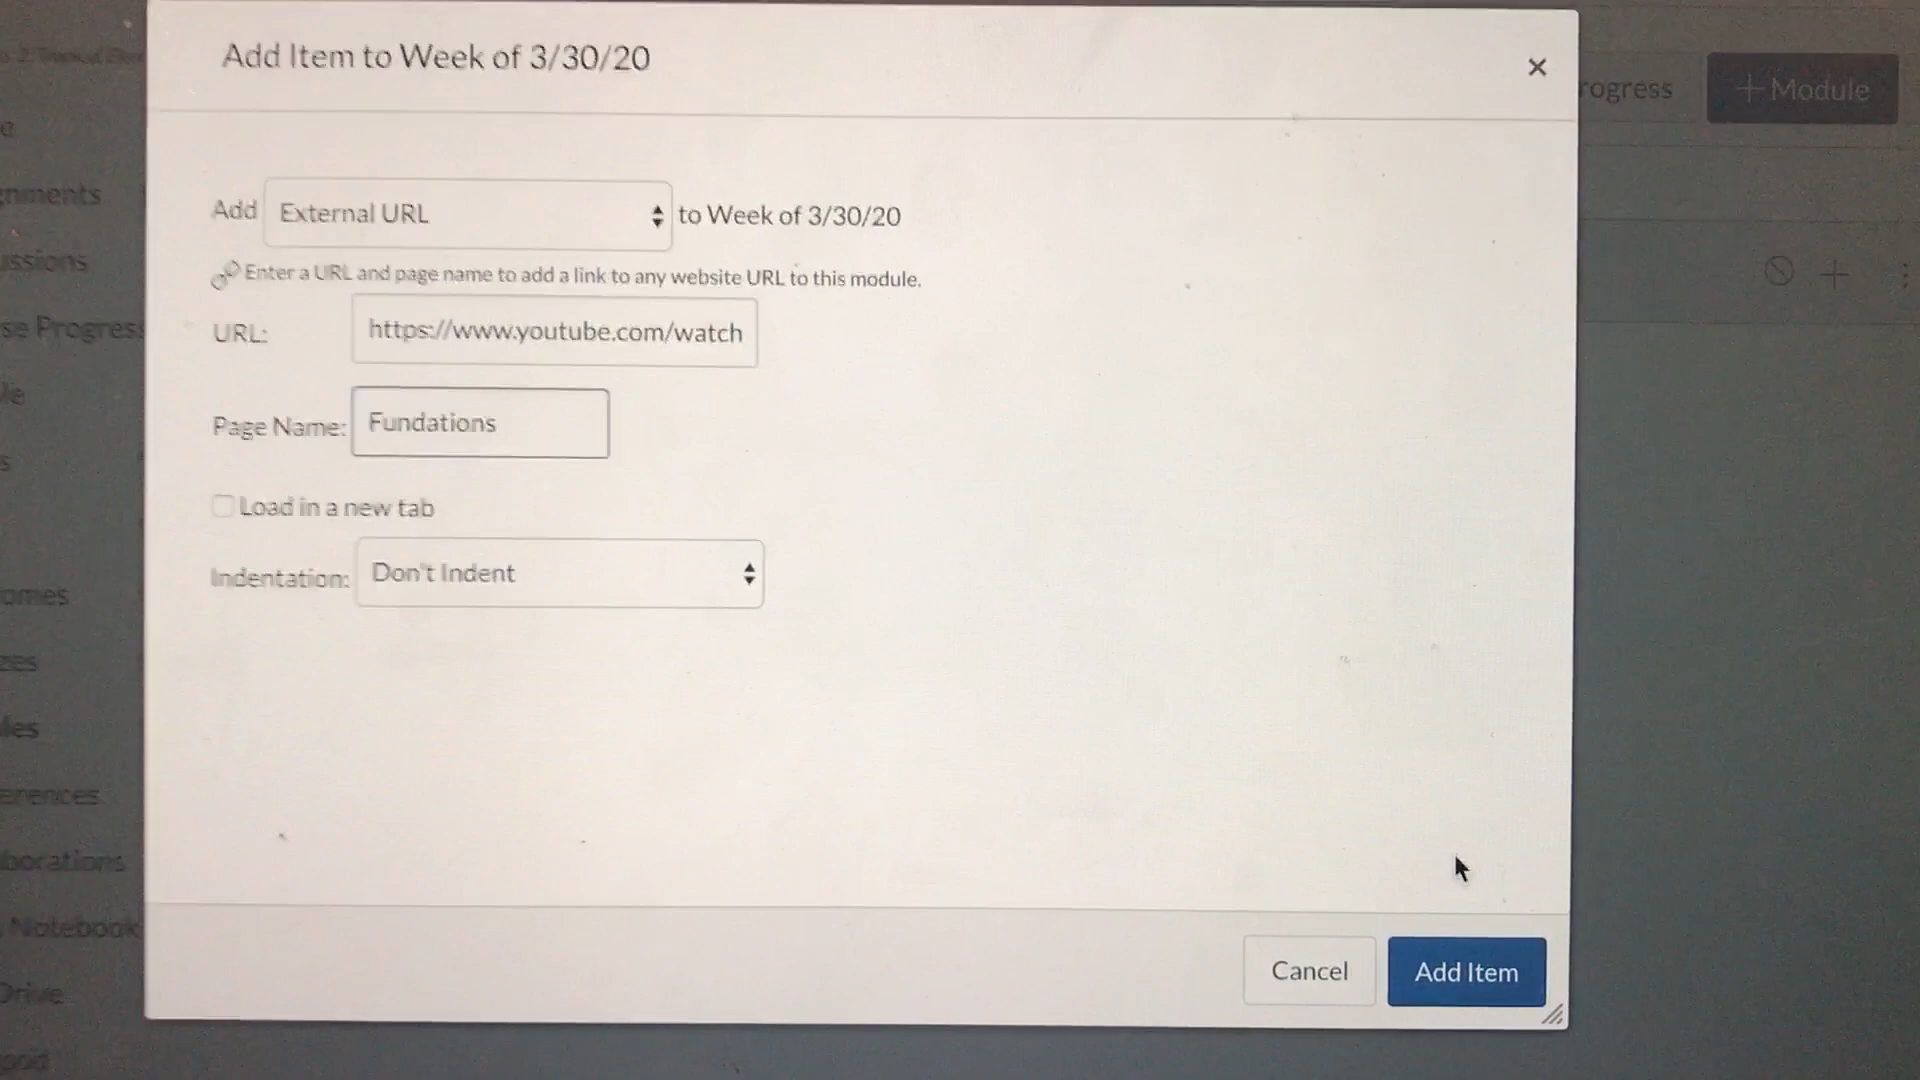 Add Item to Week of 3/30/20
rogress
+ Module
Add External URL to Week of 3/30/20
Enter a URL and page name to add a link to any website URL to this module.
URL: https://www.youtube.com/watch
Page Name: Fundations
Load in a new tab
Indentation: Don't Indent
Cancel
Add Item
e
nments
ussions
se Progress
le
s
omes
zes
les
erences
borations
Notebook
Drive